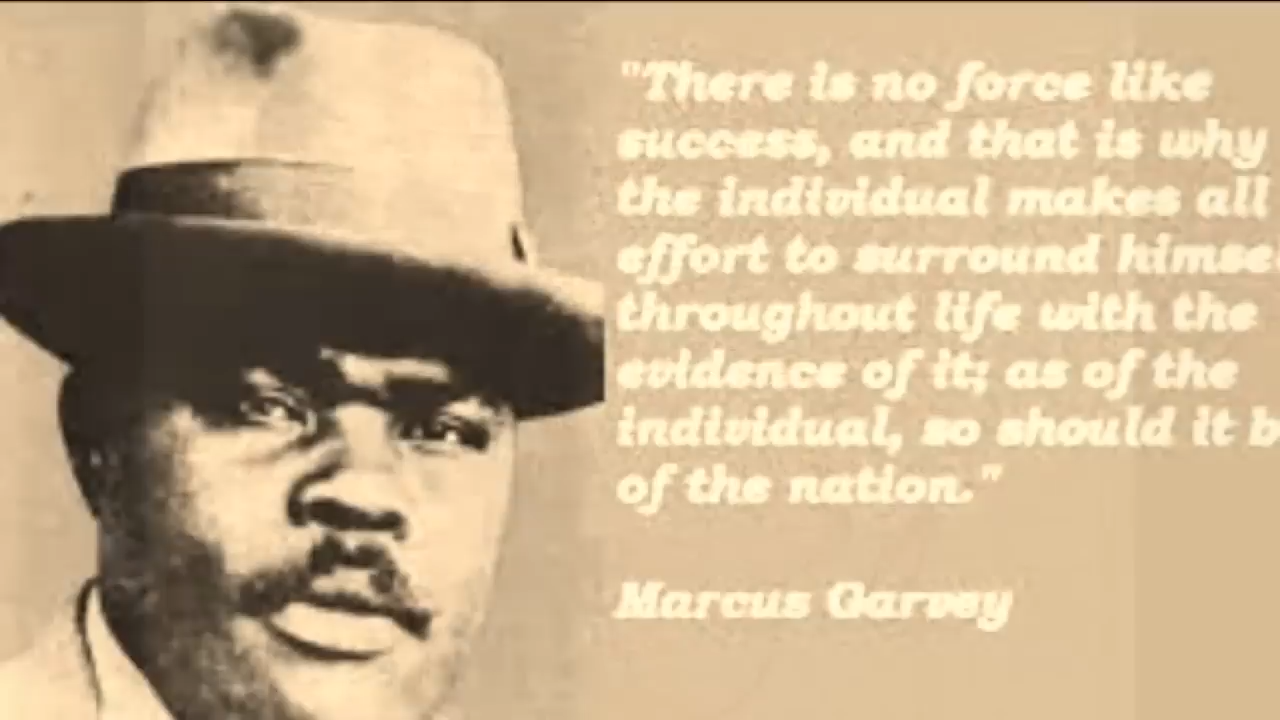 "There is no force like
success, and that is why
the individual makes all
effort to surround himse
throughout life with the
evidence of it; as of the
individual, so should it b
of the nation."
Marcus Garvey